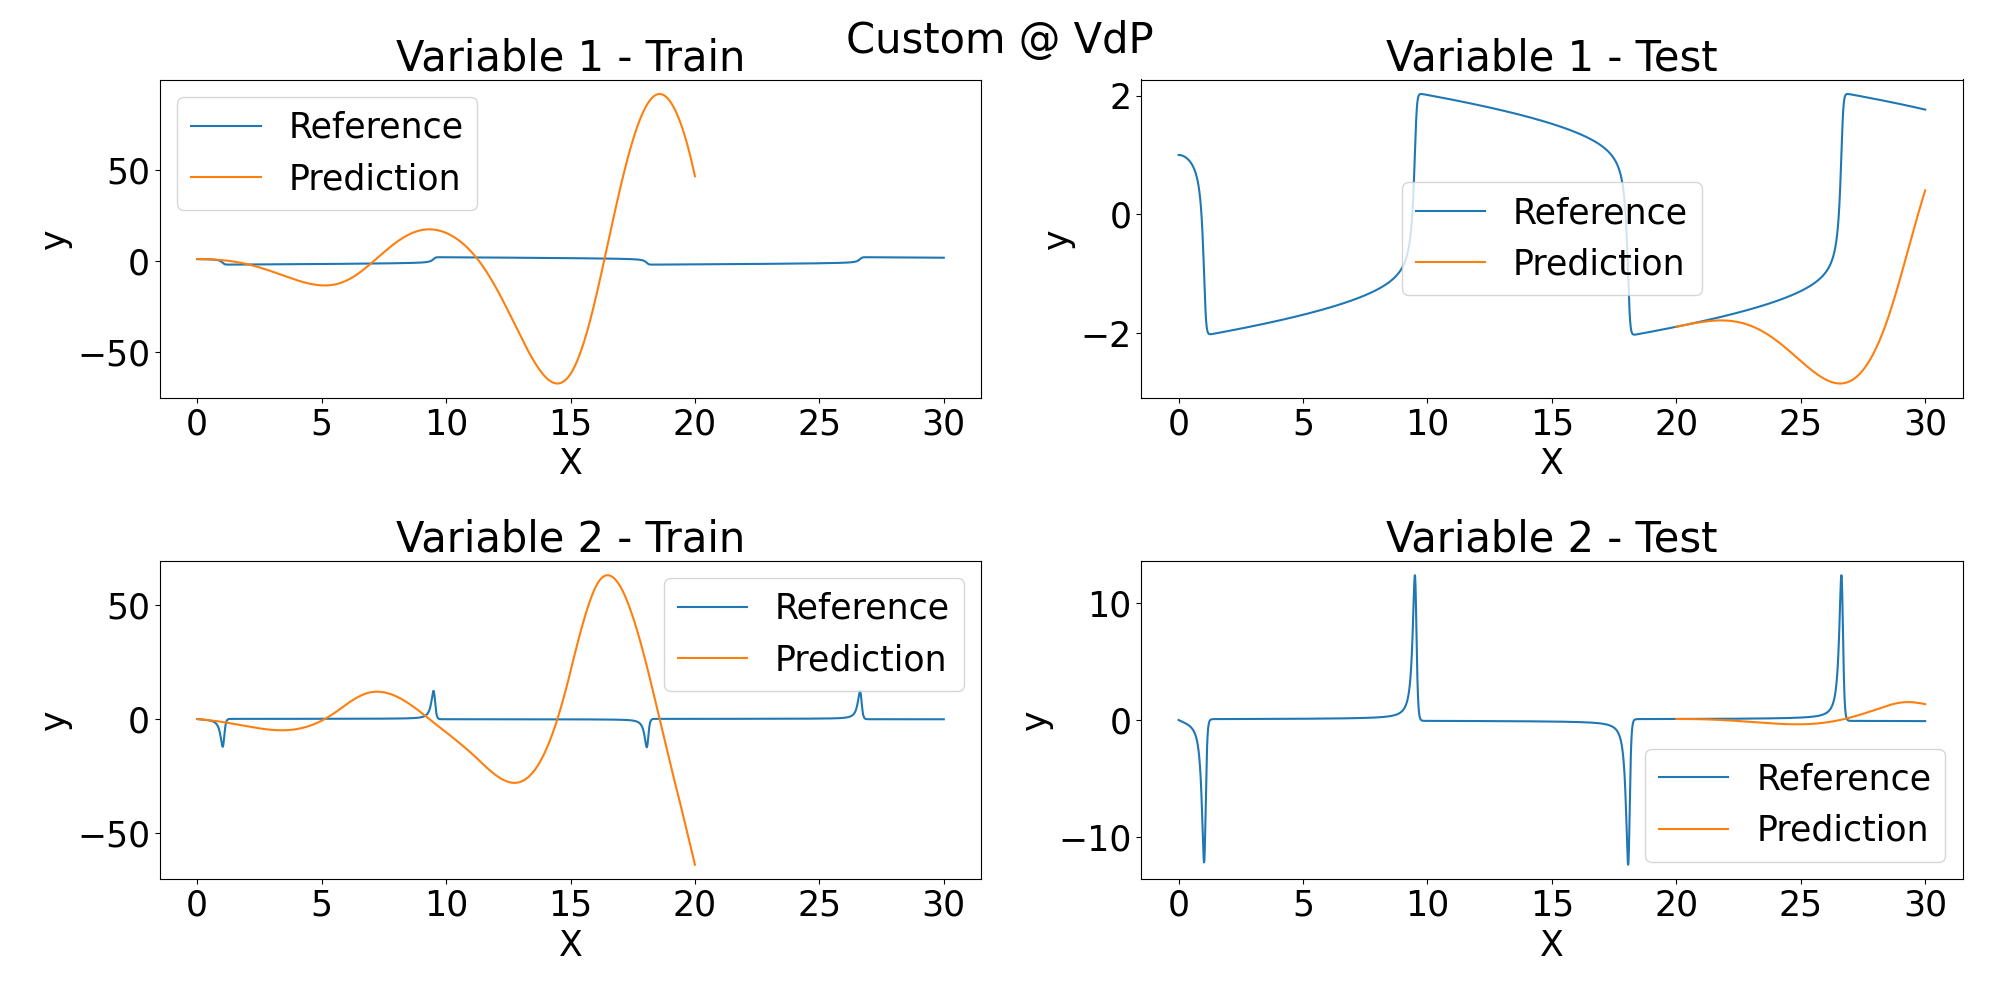 Custom @ VdP
Variable 1 - Train
50
0
−50
y
Reference
Prediction
0 5 10 15 20 25 30
X
Variable 1 - Test
2
0
−2
y
Reference
Prediction
0 5 10 15 20 25 30
X
Variable 2 - Train
50
0
−50
y
Reference
Prediction
0 5 10 15 20 25 30
X
Variable 2 - Test
10
0
−10
y
Reference
Prediction
0 5 10 15 20 25 30
X